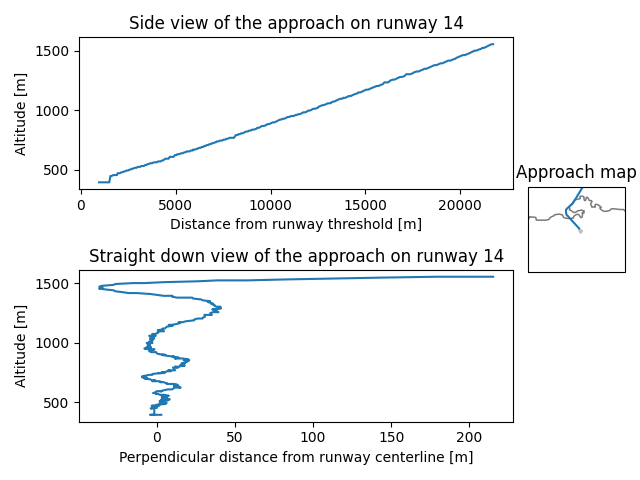 Side view of the approach on runway 14
1500
1000
500
Altitude [m]
0 5000 10000 15000 20000
Distance from runway threshold [m]
Approach map
Straight down view of the approach on runway 14
1500
1000
500
Altitude [m]
0 50 100 150 200
Perpendicular distance from runway centerline [m]